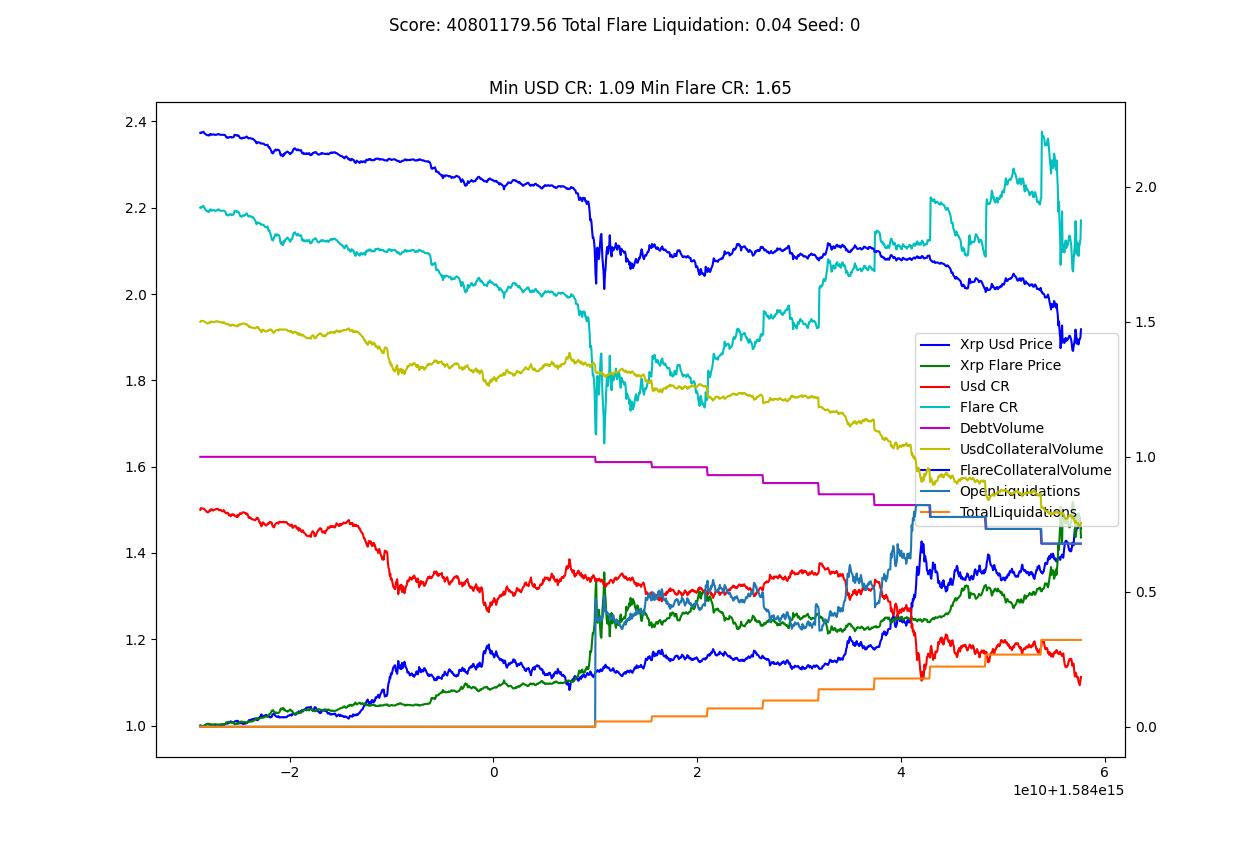 Score: 40801179.56 Total Flare Liquidation: 0.04 Seed: 0
Min USD CR: 1.09 Min Flare CR: 1.65
2.4
2.2
2.0
1.8
1.6
1.4
1.2
1.0
2.0
1.5
1.0
0.5
0.0
Xrp Usd Price
Xrp Flare Price
Usd CR
Flare CR
DebtVolume
UsdCollateralVolume
FlareCollateralVolume
OpenLiquidations
TotalLiquidations
−2 0 2 4 6
1e10+1.584e15